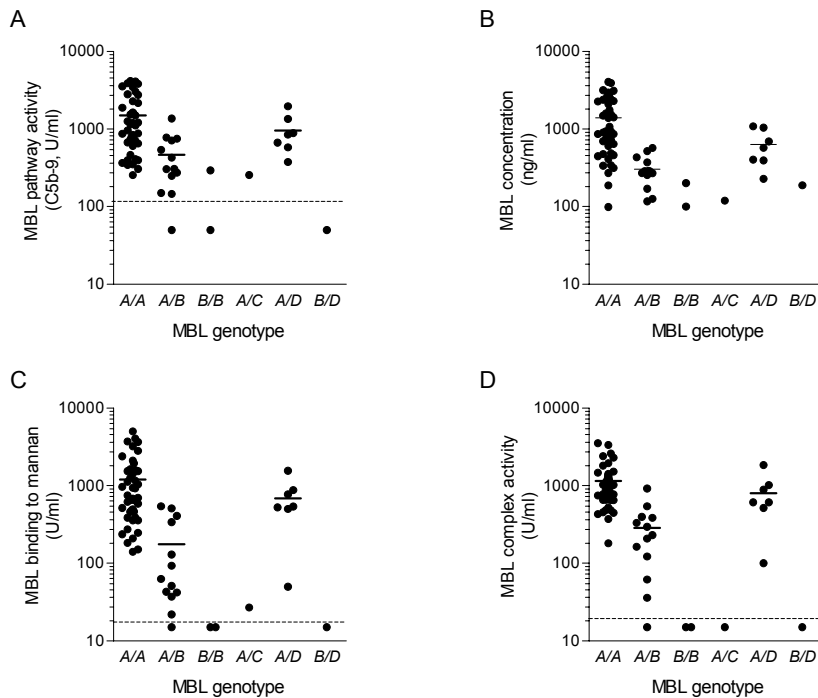 A
MBL pathway activity
(C5b-9, U/ml)
10000
1000
100
10
A/A A/B B/B A/C A/D B/D
MBL genotype
B
MBL concentration
(ng/ml)
10000
1000
100
10
A/A A/B B/B A/C A/D B/D
MBL genotype
C
MBL binding to mannan
(U/ml)
10000
1000
100
10
A/A A/B B/B A/C A/D B/D
MBL genotype
D
MBL complex activity
(U/ml)
10000
1000
100
10
A/A A/B B/B A/C A/D B/D
MBL genotype